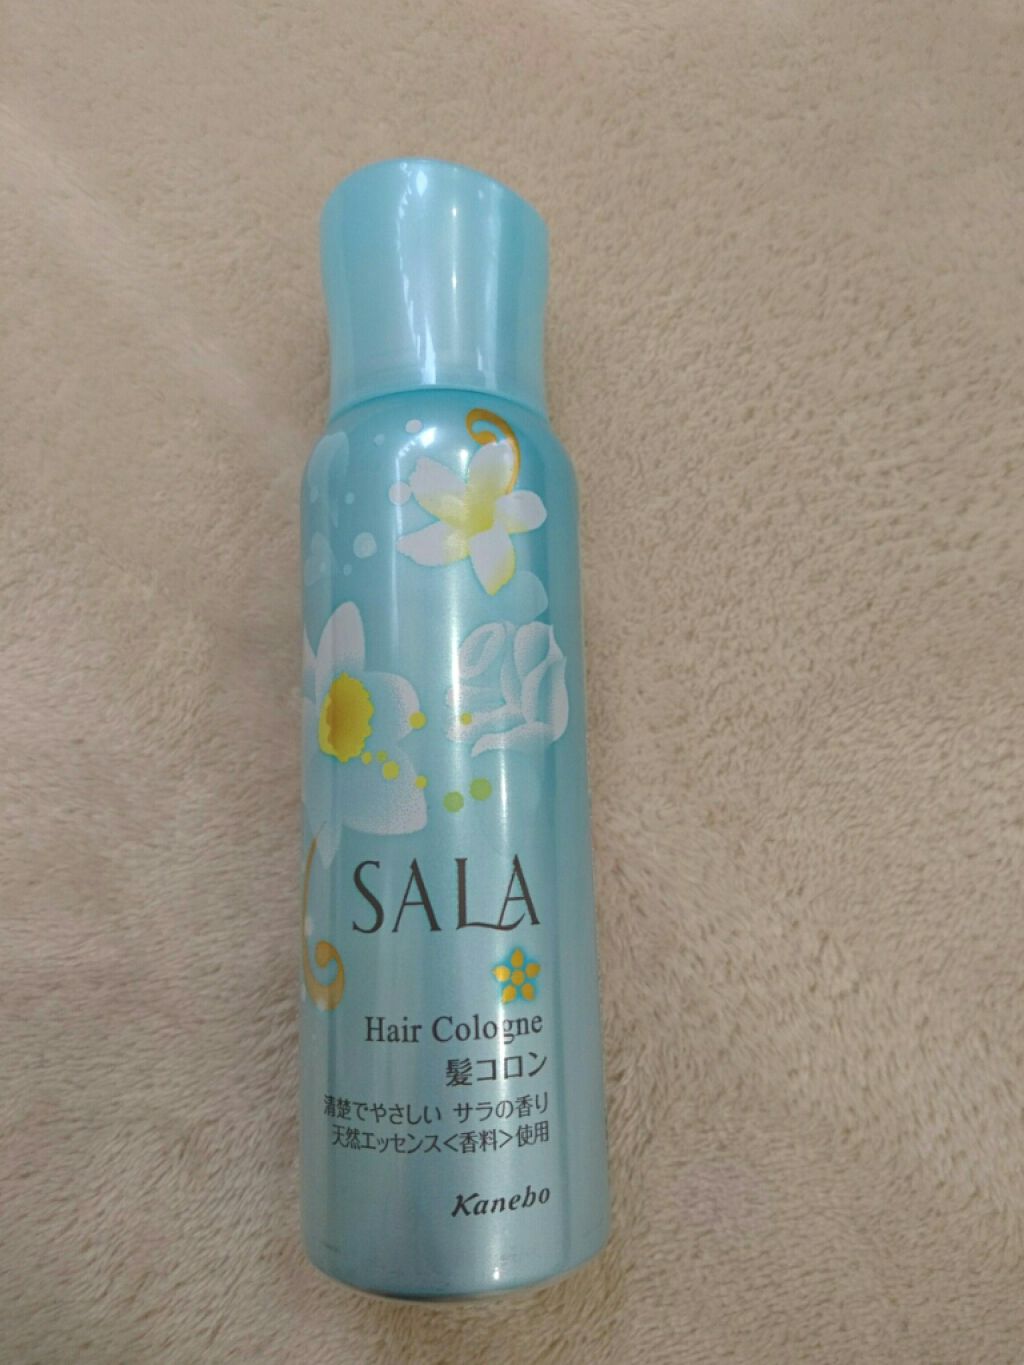 SALA
Hair Cologne
髪コロン
清楚でやさしい サラの香り
天然エッセンス<香料>使用
Kanebo